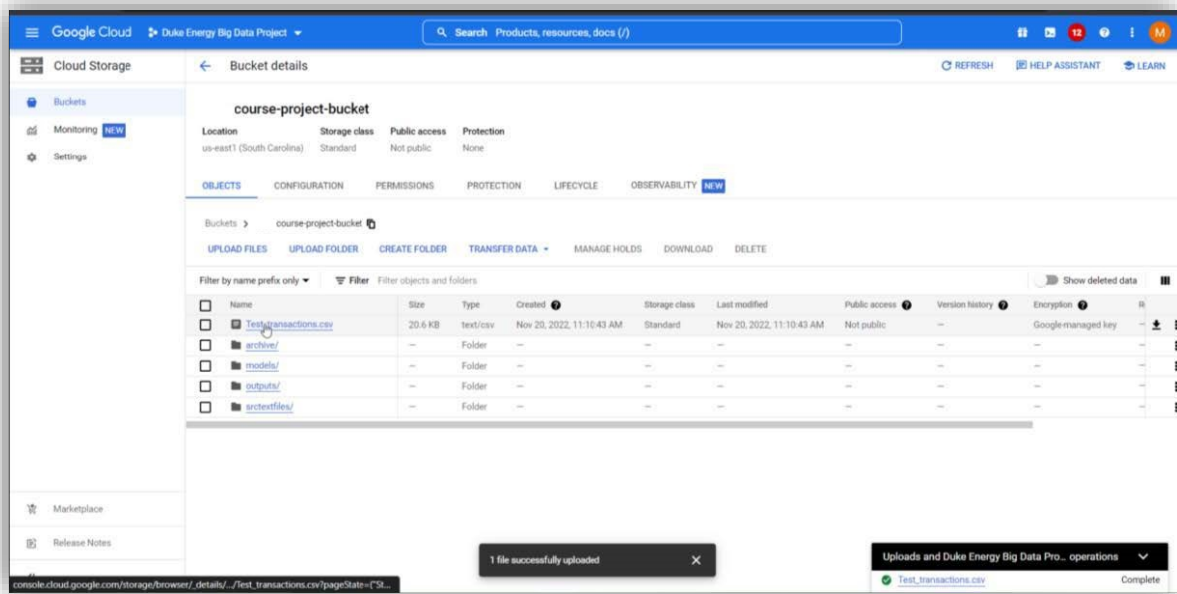 Google Cloud Duke Energy Big Data Project Search Products, resources, docs (/) 12 M
Cloud Storage Bucket details REFRESH HELP ASSISTANT LEARN
Buckets
Monitoring NEW
Settings
course-project-bucket
Location Storage class Public access Protection
us-east1 (South Carolina) Standard Not public None
OBJECTS CONFIGURATION PERMISSIONS PROTECTION LIFECYCLE OBSERVABILITY NEW
Buckets > course-project-bucket
UPLOAD FILES UPLOAD FOLDER CREATE FOLDER TRANSFER DATA MANAGE HOLDS DOWNLOAD DELETE
Filter by name prefix only Filter Filter objects and folders Show deleted data
Name Size Type Created Storage class Last modified Public access Version history Encryption R
Test_transactions.csv 20.6 KB text/csv Nov 20, 2022, 11:10:43 AM Standard Nov 20, 2022, 11:10:43 AM Not public — Google-managed key —
archive/ — Folder — — — — — — —
models/ — Folder — — — — — — —
outputs/ — Folder — — — — — — —
srctextfiles/ — Folder — — — — — — —
Marketplace
Release Notes
1 file successfully uploaded
Uploads and Duke Energy Big Data Pro... operations
Test_transactions.csv Complete
console.cloud.google.com/storage/browser/_details/.../Test_transactions.csv?pageState=("St...